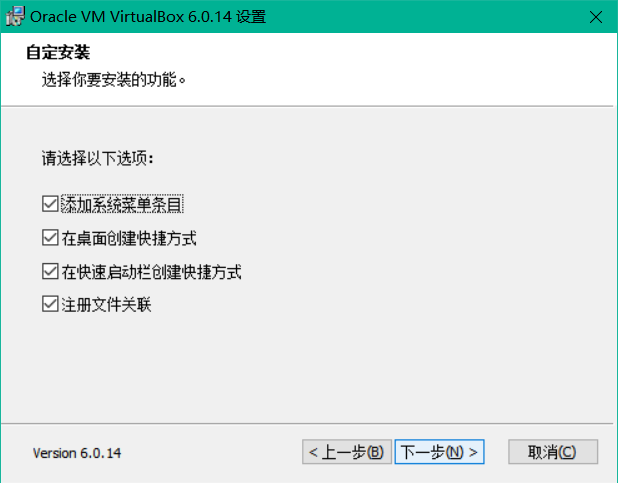 Oracle VM VirtualBox 6.0.14 设置
自定安装
选择你要安装的功能。
请选择以下选项：
添加系统菜单条目
在桌面创建快捷方式
在快速启动栏创建快捷方式
注册文件关联
Version 6.0.14
< 上一步(B)
下一步(N) >
取消(C)